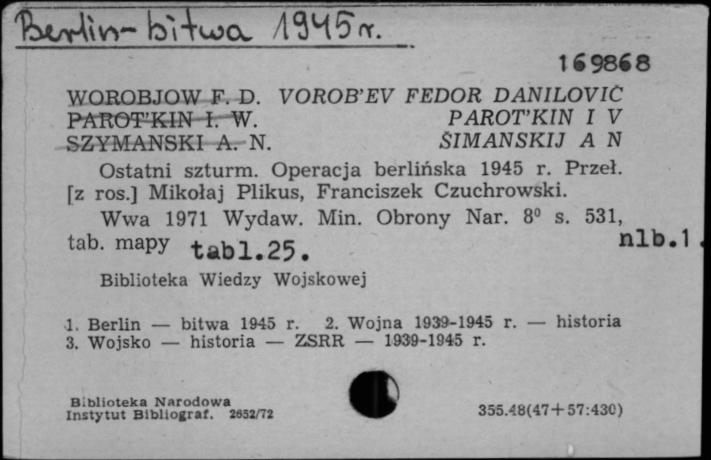 Berlin - bitwa 1945 r.
169868
WOROBJOW F. D. VOROB'EV FEDOR DANILOVIČ
PAROT'KIN I. W. PAROT'KIN I V
SZYMANSKI A. N. ŠIMANSKIJ A N
Ostatni szturm. Operacja berlińska 1945 r. Przeł.
[z ros.] Mikołaj Plikus, Franciszek Czuchrowski.
Wwa 1971 Wydaw. Min. Obrony Nar. 8⁰ s. 531,
tab. mapy tabl.25. nlb.1.
Biblioteka Wiedzy Wojskowej
1. Berlin — bitwa 1945 r. 2. Wojna 1939-1945 r. — historia
3. Wojsko — historia — ZSRR — 1939-1945 r.
Biblioteka Narodowa
Instytut Bibliograf. 2652/72 355.48(47+57:430)